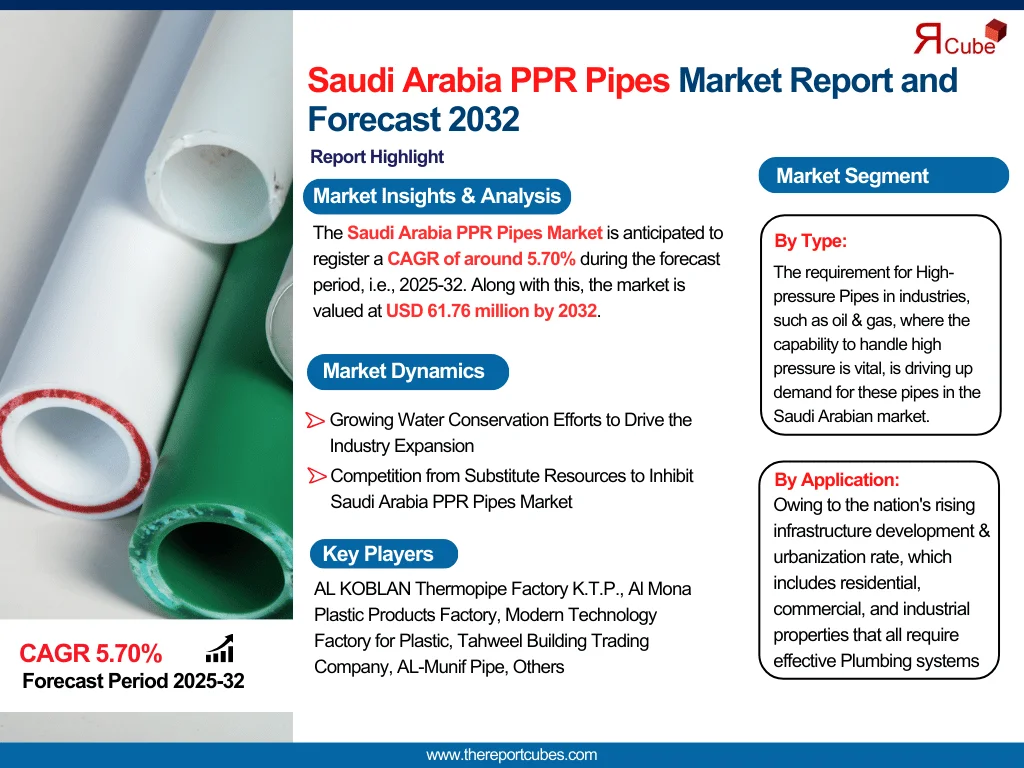 ЯCube
Saudi Arabia PPR Pipes Market Report and
Forecast 2032
Report Highlight
Market Insights & Analysis
The Saudi Arabia PPR Pipes Market is anticipated to
register a CAGR of around 5.70% during the forecast
period, i.e., 2025-32. Along with this, the market is
valued at USD 61.76 million by 2032.
Market Dynamics
Growing Water Conservation Efforts to Drive the
Industry Expansion
Competition from Substitute Resources to Inhibit
Saudi Arabia PPR Pipes Market
Key Players
AL KOBLAN Thermopipe Factory K.T.P., Al Mona
Plastic Products Factory, Modern Technology
Factory for Plastic, Tahweel Building Trading
Company, AL-Munif Pipe, Others
Market Segment
By Type:
The requirement for High-
pressure Pipes in industries,
such as oil & gas, where the
capability to handle high
pressure is vital, is driving up
demand for these pipes in the
Saudi Arabian market.
By Application:
Owing to the nation's rising
infrastructure development &
urbanization rate, which
includes residential,
commercial, and industrial
properties that all require
effective Plumbing systems
CAGR 5.70%
Forecast Period 2025-32
www.thereportcubes.com